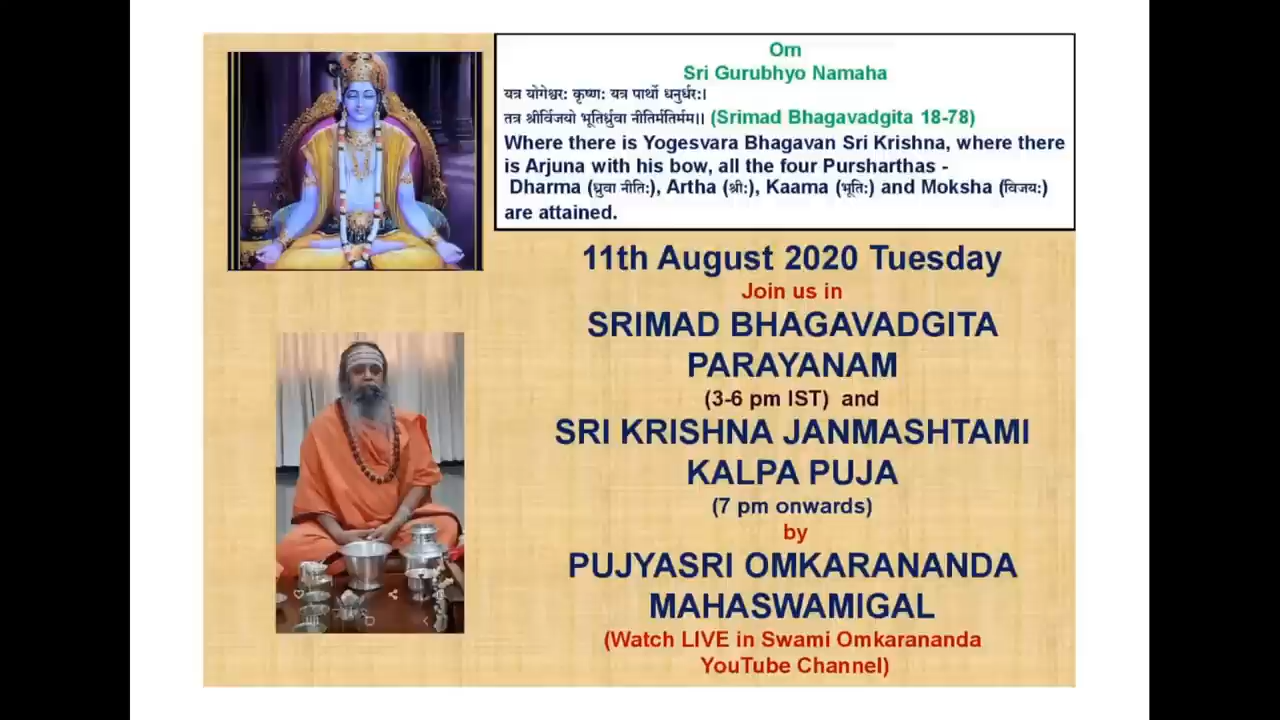 Om
Sri Gurubhyo Namaha
यत्र योगेश्वर: कृष्ण: यत्र पार्थो धनुर्धर:।
तत्र श्रीर्विजयो भूतिर्ध्रुवा नीतिर्मतिर्मम।। (Srimad Bhagavadgita 18-78)
Where there is Yogesvara Bhagavan Sri Krishna, where there
is Arjuna with his bow, all the four Pursharthas -
Dharma (ध्रुवा नीति:), Artha (श्री:), Kaama (भूति:) and Moksha (विजय:)
are attained.
11th August 2020 Tuesday
Join us in
SRIMAD BHAGAVADGITA
PARAYANAM
(3-6 pm IST) and
SRI KRISHNA JANMASHTAMI
KALPA PUJA
(7 pm onwards)
by
PUJYASRI OMKARANANDA
MAHASWAMIGAL
(Watch LIVE in Swami Omkarananda
YouTube Channel)